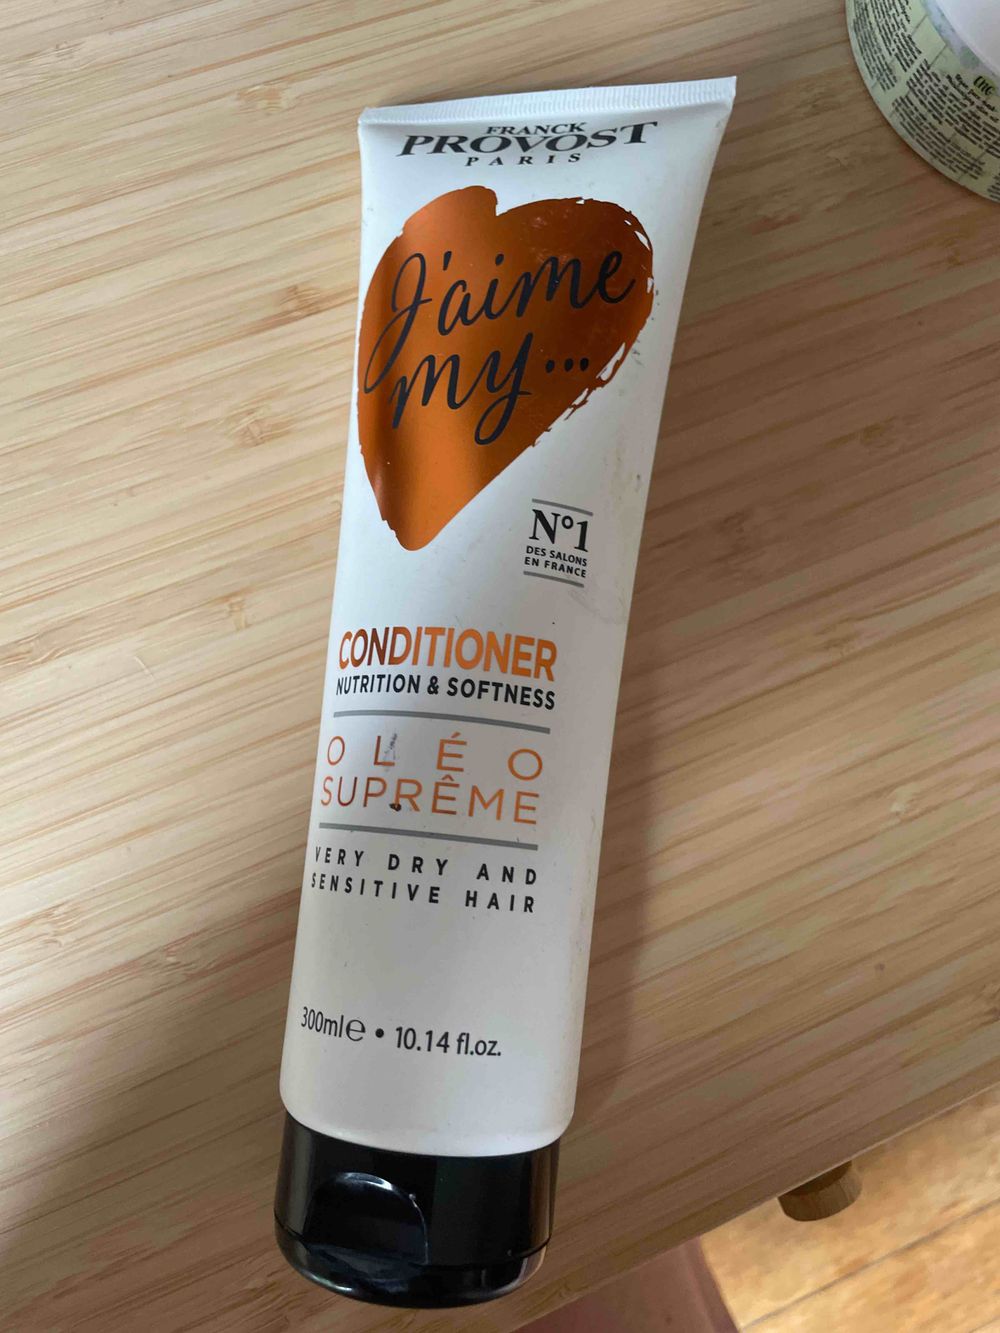 FRANCK
PROVOST
PARIS
J'aime
my...
N°1
DES SALONS
EN FRANCE
CONDITIONER
NUTRITION & SOFTNESS
OLÉO
SUPRÊME
VERY DRY AND
SENSITIVE HAIR
300ml℮ • 10.14 fl.oz.